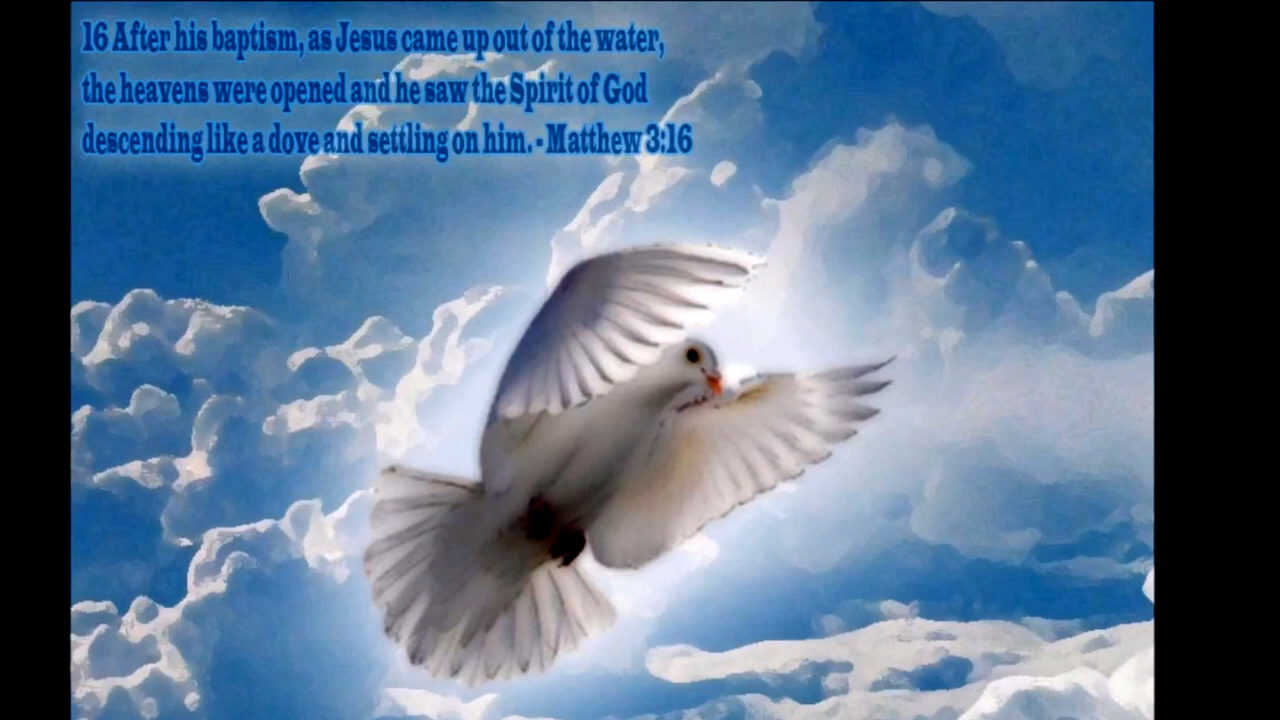 16 After his baptism, as Jesus came up out of the water,
the heavens were opened and he saw the Spirit of God
descending like a dove and settling on him. - Matthew 3:16